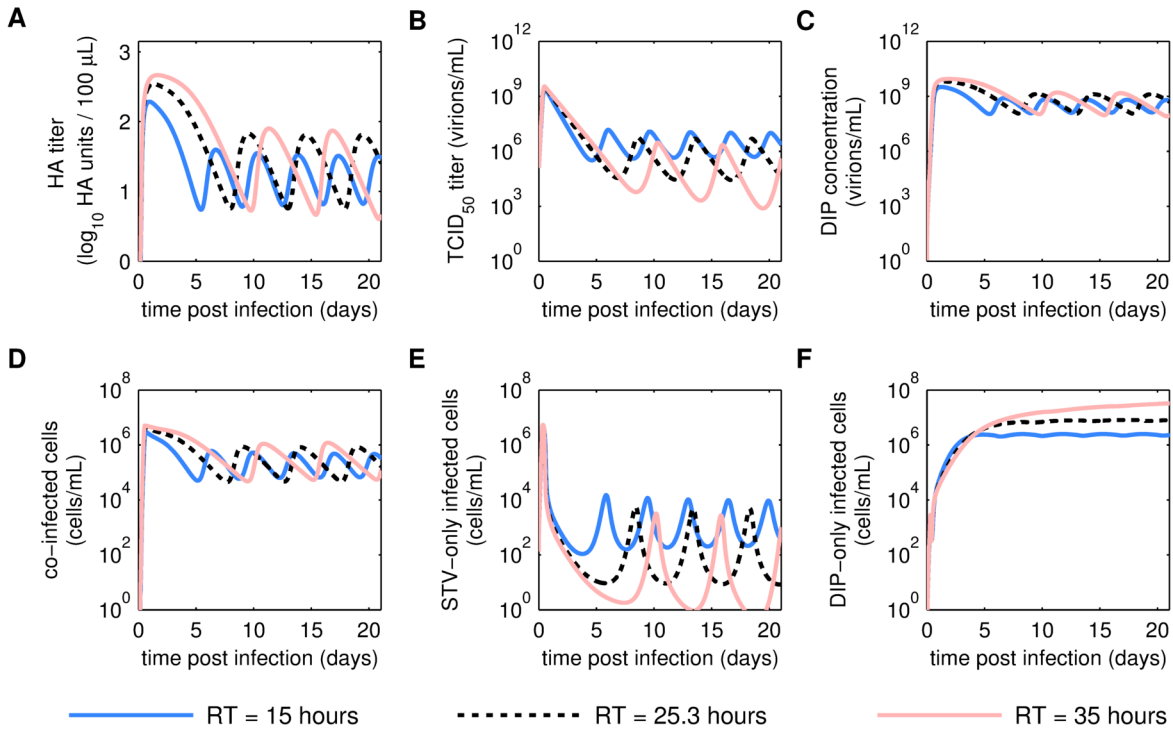 A
HA titer
(log10 HA units / 100 μL)
3
2
1
0
0 5 10 15 20
time post infection (days)
B
TCID50 titer (virions/mL)
10^12
10^9
10^6
10^3
10^0
0 5 10 15 20
time post infection (days)
C
DIP concentration
(virions/mL)
10^12
10^9
10^6
10^3
10^0
0 5 10 15 20
time post infection (days)
D
co−infected cells
(cells/mL)
10^8
10^6
10^4
10^2
10^0
0 5 10 15 20
time post infection (days)
E
STV−only infected cells
(cells/mL)
10^8
10^6
10^4
10^2
10^0
0 5 10 15 20
time post infection (days)
F
DIP−only infected cells
(cells/mL)
10^8
10^6
10^4
10^2
10^0
0 5 10 15 20
time post infection (days)
RT = 15 hours
RT = 25.3 hours
RT = 35 hours